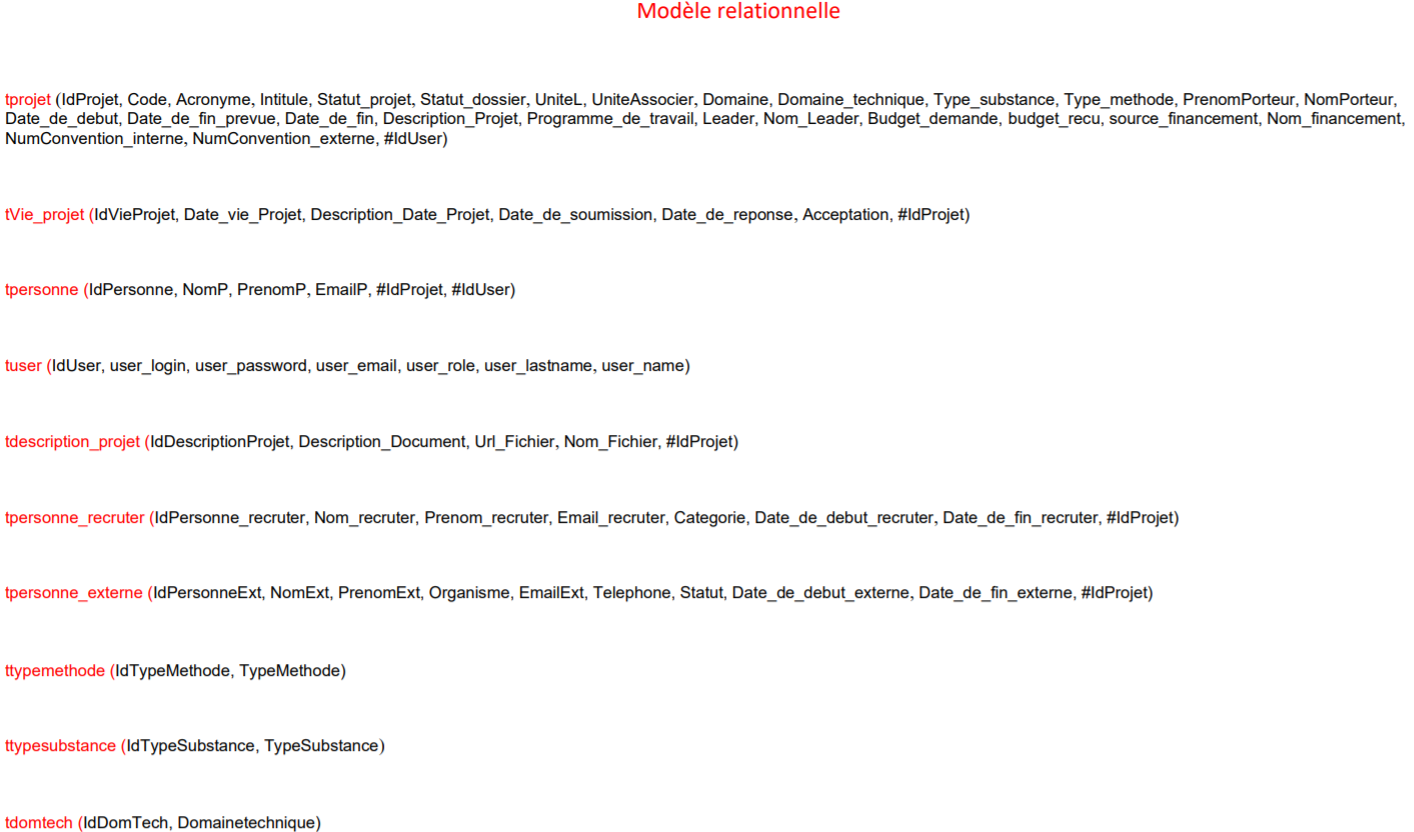 Modèle relationnelle
tprojet (IdProjet, Code, Acronyme, Intitule, Statut_projet, Statut_dossier, UniteL, UniteAssocier, Domaine, Domaine_technique, Type_substance, Type_methode, PrenomPorteur, NomPorteur,
Date_de_debut, Date_de_fin_prevue, Date_de_fin, Description_Projet, Programme_de_travail, Leader, Nom_Leader, Budget_demande, budget_recu, source_financement, Nom_financement,
NumConvention_interne, NumConvention_externe, #IdUser)
tVie_projet (IdVieProjet, Date_vie_Projet, Description_Date_Projet, Date_de_soumission, Date_de_reponse, Acceptation, #IdProjet)
tpersonne (IdPersonne, NomP, PrenomP, EmailP, #IdProjet, #IdUser)
tuser (IdUser, user_login, user_password, user_email, user_role, user_lastname, user_name)
tdescription_projet (IdDescriptionProjet, Description_Document, Url_Fichier, Nom_Fichier, #IdProjet)
tpersonne_recruter (IdPersonne_recruter, Nom_recruter, Prenom_recruter, Email_recruter, Categorie, Date_de_debut_recruter, Date_de_fin_recruter, #IdProjet)
tpersonne_externe (IdPersonneExt, NomExt, PrenomExt, Organisme, EmailExt, Telephone, Statut, Date_de_debut_externe, Date_de_fin_externe, #IdProjet)
ttypemethode (IdTypeMethode, TypeMethode)
ttypesubstance (IdTypeSubstance, TypeSubstance)
tdomtech (IdDomTech, Domainetechnique)